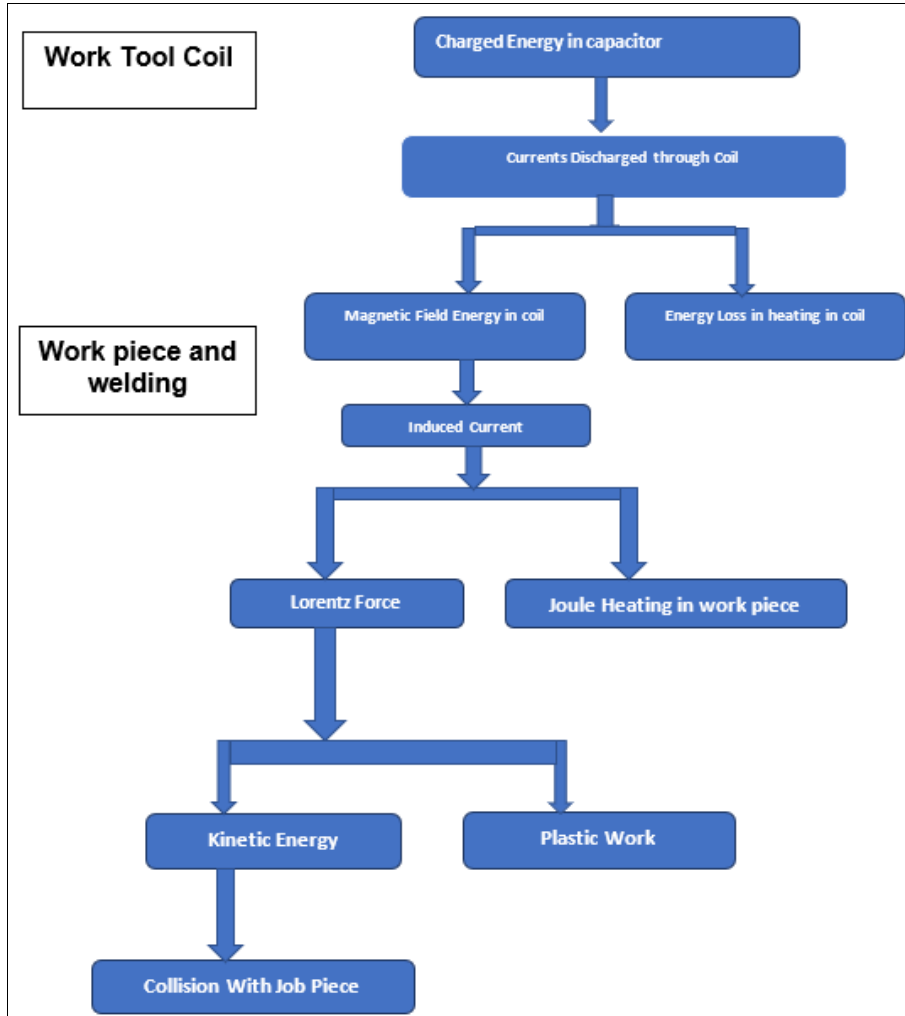 Work Tool Coil
Charged Energy in capacitor
Currents Discharged through Coil
Magnetic Field Energy in coil
Energy Loss in heating in coil
Work piece and
welding
Induced Current
Lorentz Force
Joule Heating in work piece
Kinetic Energy
Plastic Work
Collision With Job Piece